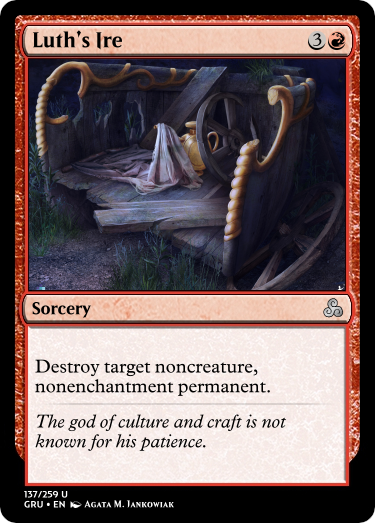 Luth's Ire 3
Sorcery
Destroy target noncreature,
nonenchantment permanent.
The god of culture and craft is not
known for his patience.
137/259 U
GRU • EN Agata M. Jankowiak